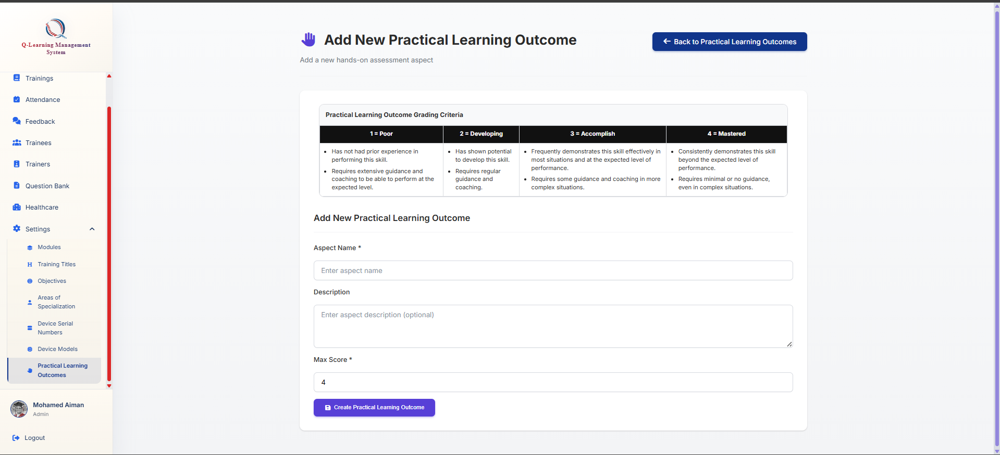 Q-Learning Management
System
Trainings
Attendance
Feedback
Trainees
Trainers
Question Bank
Healthcare
Settings
Modules
Training Titles
Objectives
Areas of
Specialization
Device Serial
Numbers
Device Models
Practical Learning
Outcomes
Mohamed Aiman
Admin
Logout
Add New Practical Learning Outcome
Back to Practical Learning Outcomes
Add a new hands-on assessment aspect
Practical Learning Outcome Grading Criteria
1 = Poor
2 = Developing
3 = Accomplish
4 = Mastered
Has not had prior experience in
performing this skill.
Requires extensive guidance and
coaching to be able to perform at the
expected level.
Has shown potential
to develop this skill.
Requires regular
guidance and
coaching.
Frequently demonstrates this skill effectively in
most situations and at the expected level of
performance.
Requires some guidance and coaching in more
complex situations.
Consistently demonstrates this skill
beyond the expected level of
performance.
Requires minimal or no guidance,
even in complex situations.
Add New Practical Learning Outcome
Aspect Name *
Enter aspect name
Description
Enter aspect description (optional)
Max Score *
4
Create Practical Learning Outcome